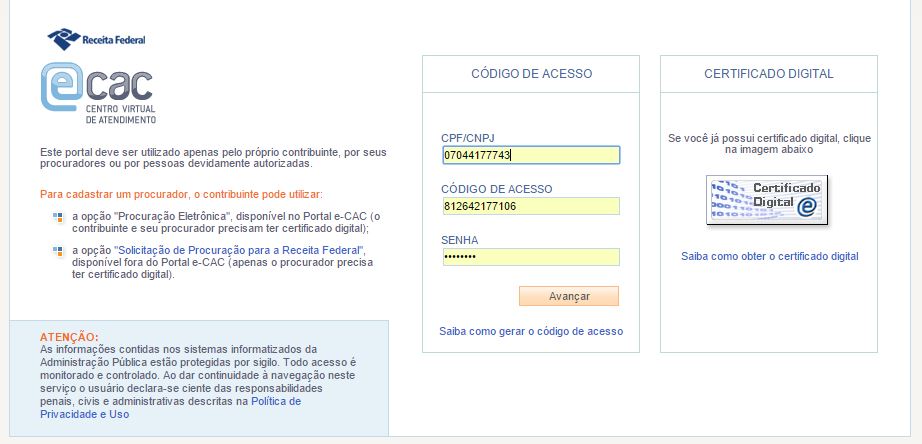 Receita Federal
e cac
CENTRO VIRTUAL
DE ATENDIMENTO
Este portal deve ser utilizado apenas pelo próprio contribuinte, por seus
procuradores ou por pessoas devidamente autorizadas.
Para cadastrar um procurador, o contribuinte pode utilizar:
a opção "Procuração Eletrônica", disponível no Portal e-CAC (o
contribuinte e seu procurador precisam ter certificado digital);
a opção "Solicitação de Procuração para a Receita Federal",
disponível fora do Portal e-CAC (apenas o procurador precisa
ter certificado digital).
ATENÇÃO:
As informações contidas nos sistemas informatizados da
Administração Pública estão protegidas por sigilo. Todo acesso é
monitorado e controlado. Ao dar continuidade à navegação neste
serviço o usuário declara-se ciente das responsabilidades
penais, civis e administrativas descritas na Política de
Privacidade e Uso
CÓDIGO DE ACESSO
CPF/CNPJ
07044177743
CÓDIGO DE ACESSO
812642177106
SENHA
••••••••
Avançar
Saiba como gerar o código de acesso
CERTIFICADO DIGITAL
Se você já possui certificado digital, clique
na imagem abaixo
Certificado
Digital e
Saiba como obter o certificado digital